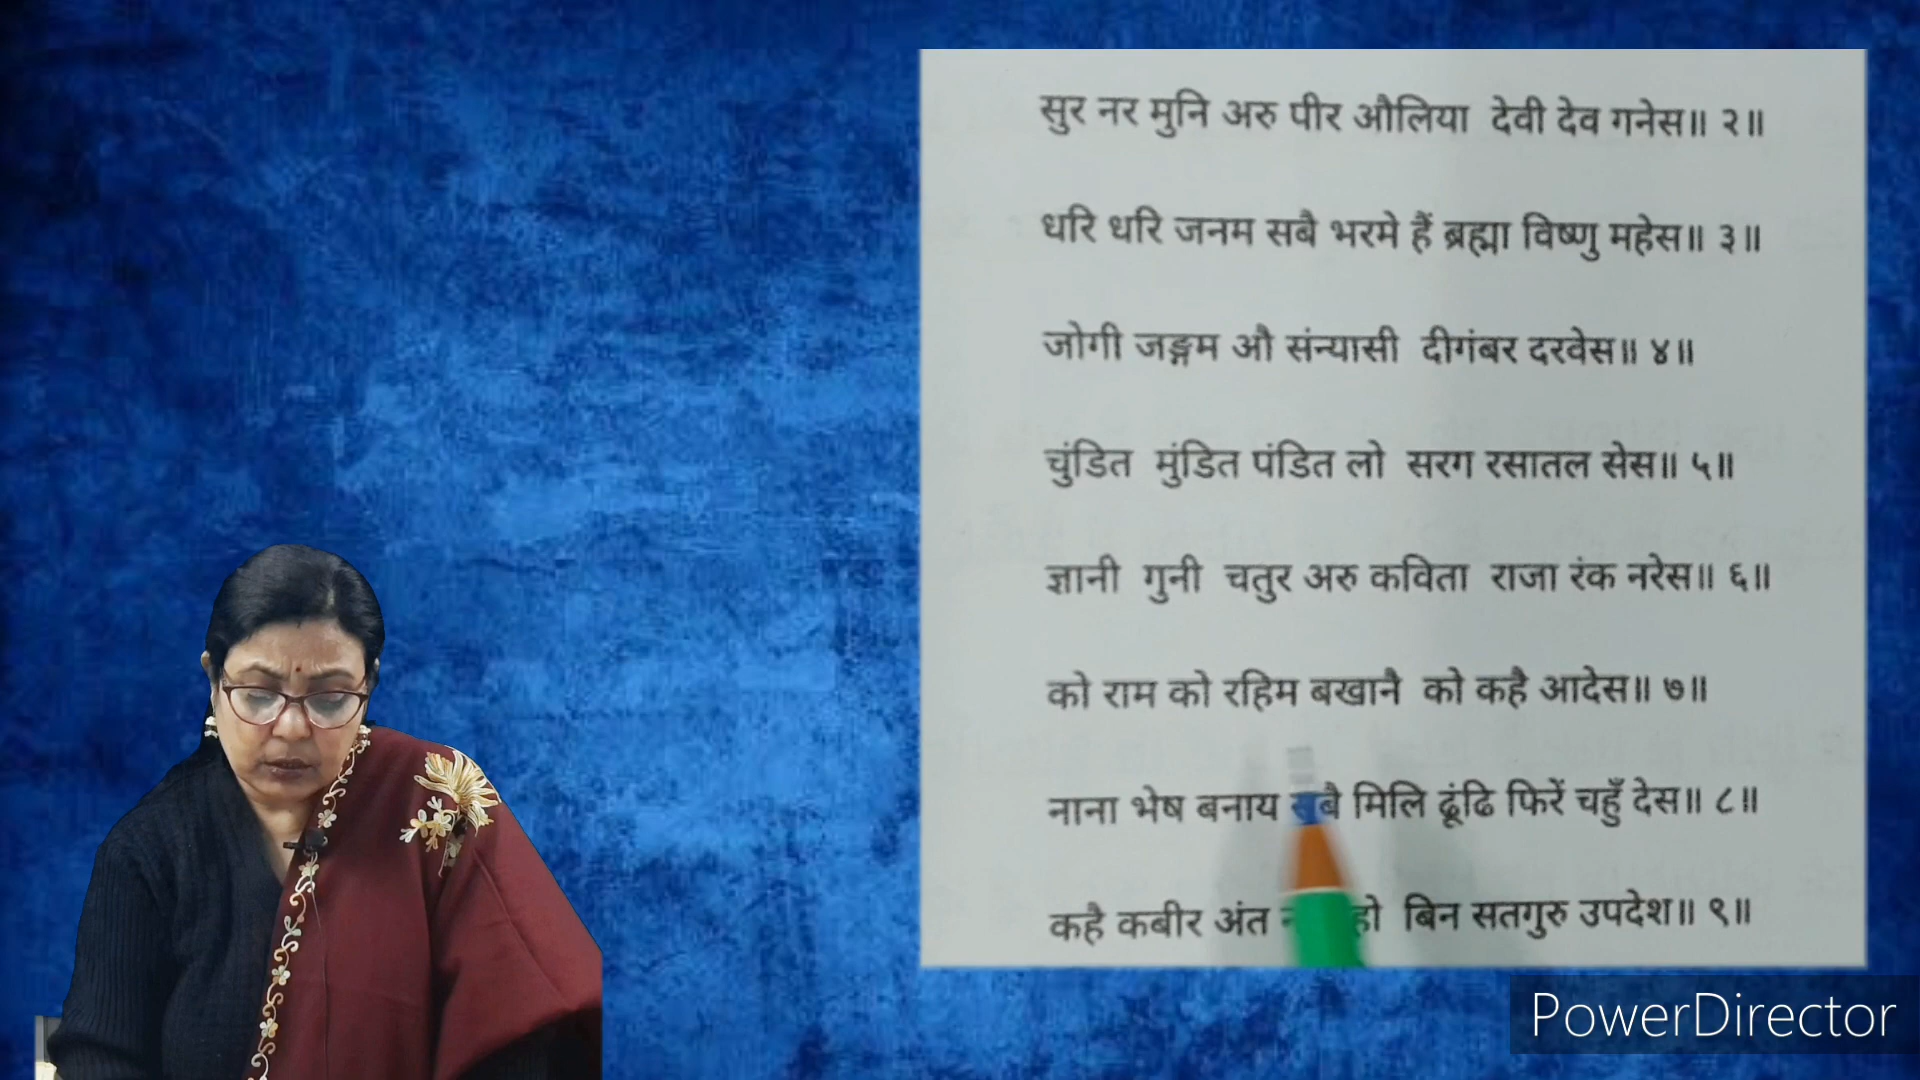 सुर नर मुनि अरु पीर औलिया देवी देव गनेस॥ २॥
धरि धरि जनम सबै भरमे हैं ब्रह्मा विष्णु महेस॥ ३॥
जोगी जङ्गम औ संन्यासी दीगंबर दरवेस॥ ४॥
चुंडित मुंडित पंडित लो सरग रसातल सेस॥ ५॥
ज्ञानी गुनी चतुर अरु कविता राजा रंक नरेस॥ ६॥
को राम को रहिम बखानै को कहै आदेस॥ ७॥
नाना भेष बनाय सबै मिलि ढूंढि फिरें चहुँ देस॥ ८॥
कहै कबीर अंत बिन सतगुरु उपदेश॥ ९॥
PowerDirector